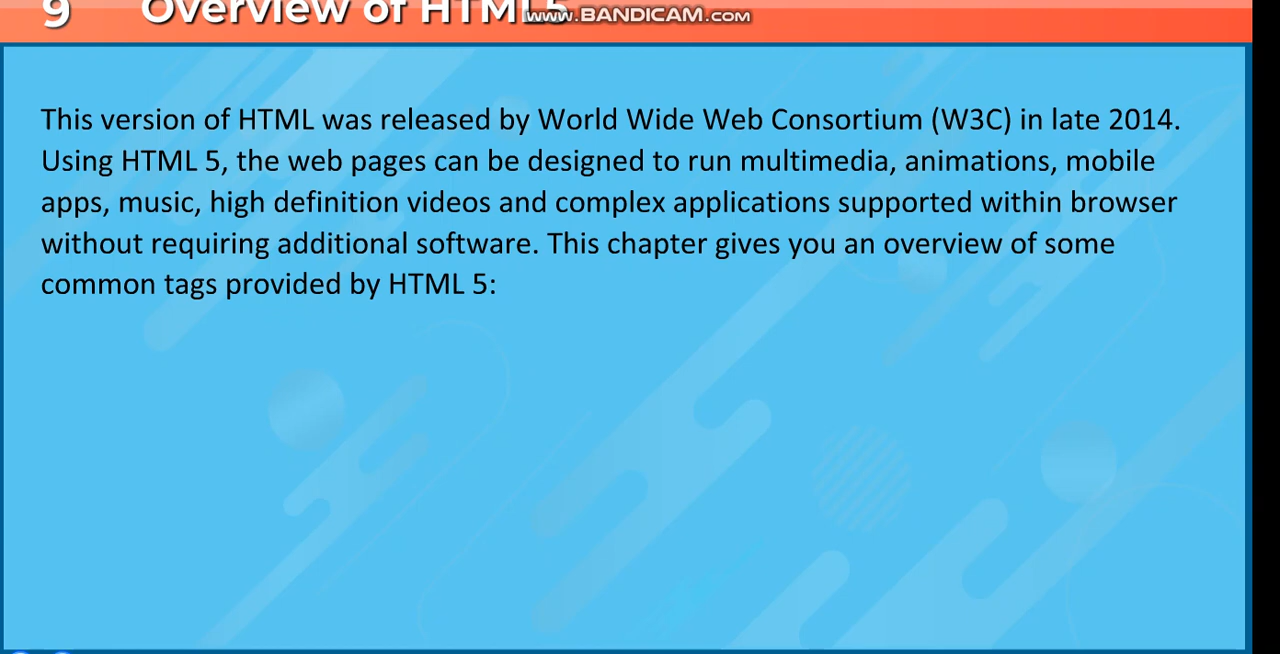 9 Overview of HTML5
www.BANDICAM.com
This version of HTML was released by World Wide Web Consortium (W3C) in late 2014.
Using HTML 5, the web pages can be designed to run multimedia, animations, mobile
apps, music, high definition videos and complex applications supported within browser
without requiring additional software. This chapter gives you an overview of some
common tags provided by HTML 5: